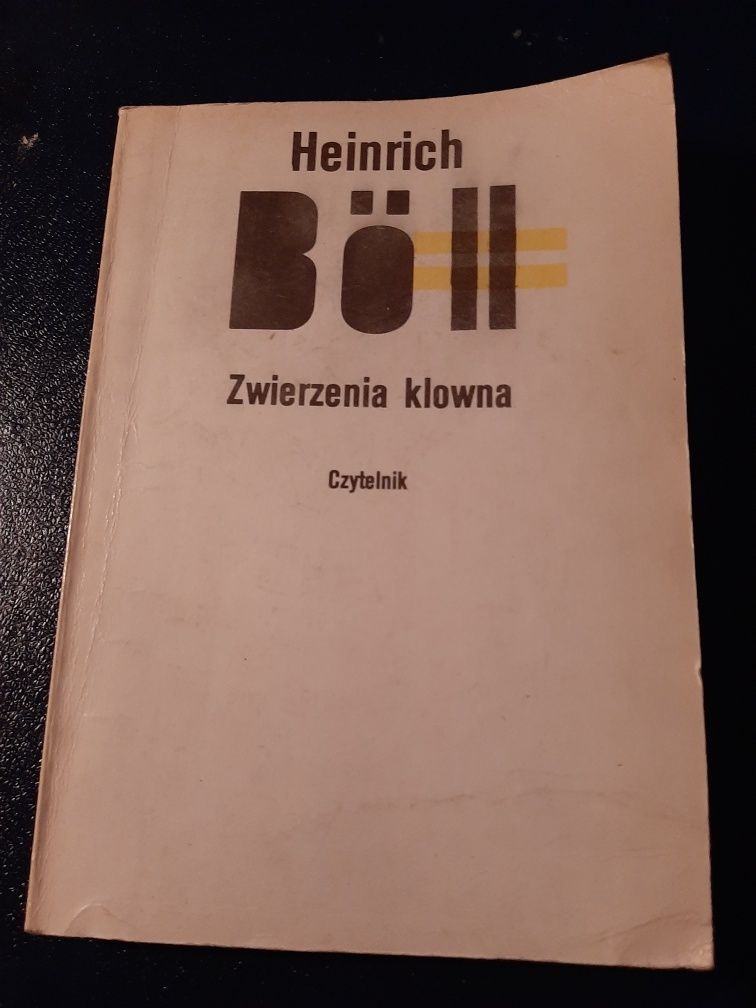 Heinrich
Böll
Zwierzenia klowna
Czytelnik